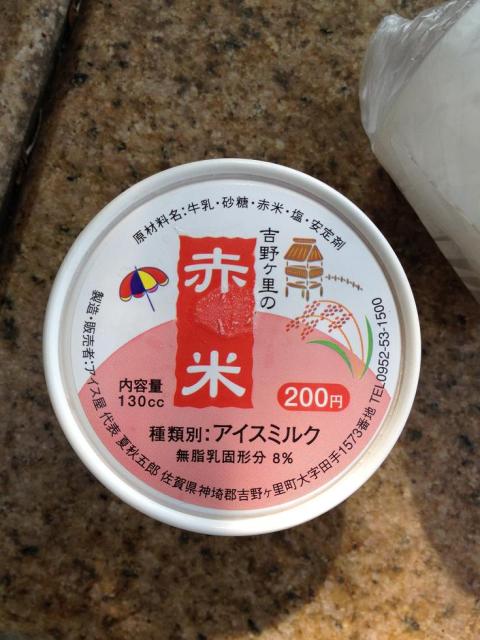 原材料名:牛乳・砂糖・赤米・塩・安定剤
吉野ヶ里の
赤米
内容量
130cc
200円
種類別:アイスミルク
無脂乳固形分 8%
製造・販売者:アイス屋 代表 夏秋五郎 佐賀県神埼郡吉野ヶ里町大字田手1573番地 TEL0952-53-1500